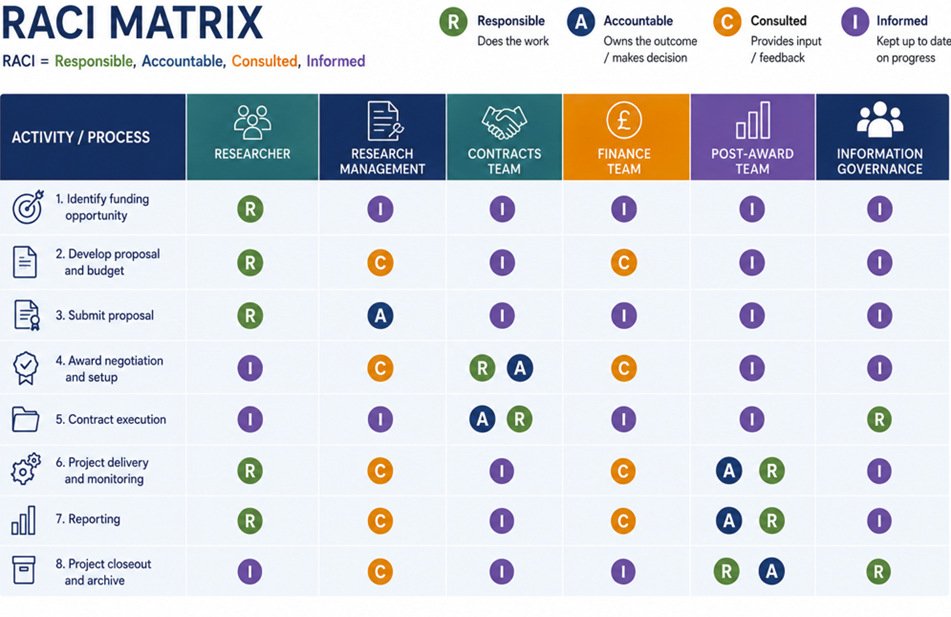 RACI MATRIX
RACI = Responsible, Accountable, Consulted, Informed
R Responsible
Does the work
A Accountable
Owns the outcome
/ makes decision
C Consulted
Provides input
/ feedback
I Informed
Kept up to date
on progress
ACTIVITY / PROCESS
RESEARCHER
RESEARCH
MANAGEMENT
CONTRACTS
TEAM
£
FINANCE
TEAM
POST-AWARD
TEAM
INFORMATION
GOVERNANCE
1. Identify funding
opportunity
R I I I I I
2. Develop proposal
and budget
R C I C I I
3. Submit proposal
R A I I I I
4. Award negotiation
and setup
I C R A C I I
5. Contract execution
I I A R I I R
6. Project delivery
and monitoring
R C I C A R I
7. Reporting
R C I C A R I
8. Project closeout
and archive
I C I I R A R